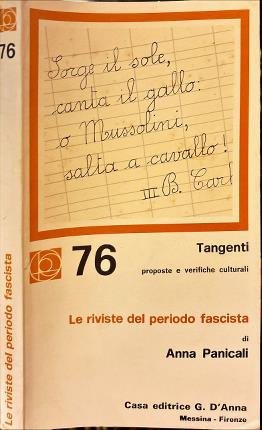 76
Le riviste del periodo fascista
Sorge il sole,
canta il gallo:
o Mussolini,
salta a cavallo!
III B. Carl
76
Tangenti
proposte e verifiche culturali
Le riviste del periodo fascista
di
Anna Panicali
Casa editrice G. D'Anna
Messina - Firenze